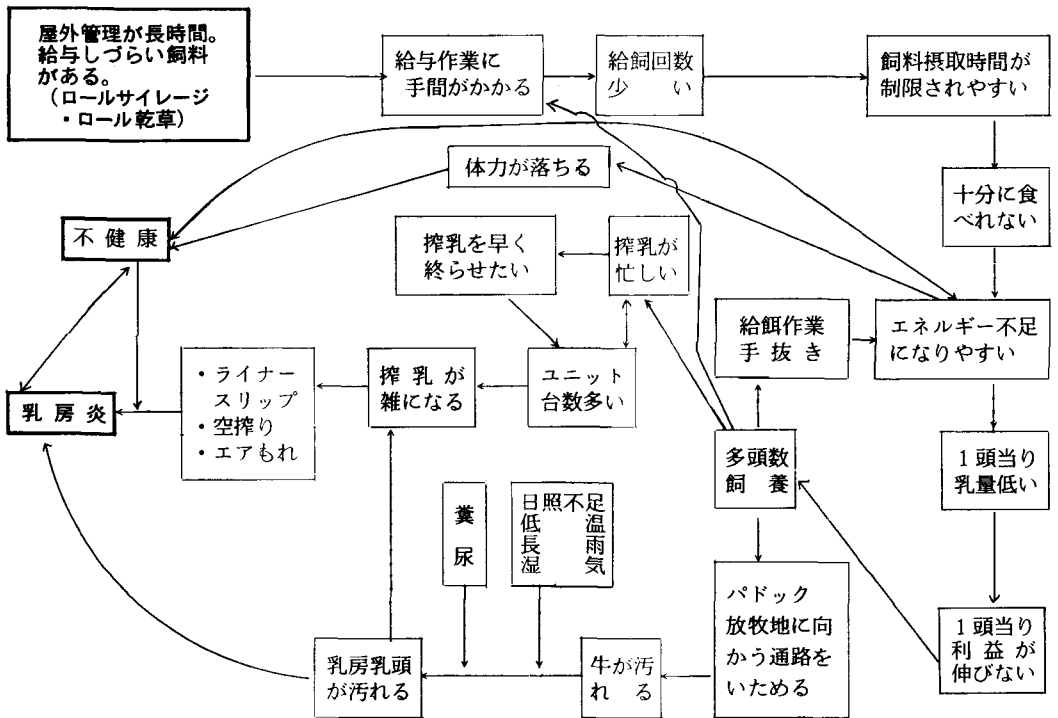 屋外管理が長時間。
給与しづらい飼料
がある。
（ロールサイレージ
・ロール乾草）
給与作業に
手間がかかる
給飼回数
少い
飼料摂取時間が
制限されやすい
体力が落ちる
十分に食
べれない
不健康
搾乳を早く
終らせたい
搾乳が
忙しい
給餌作業
手抜き
エネルギー不足
になりやすい
乳房炎
・ライナー
スリップ
・空搾り
・エアもれ
搾乳が
雑になる
ユニット
台数多い
多頭数
飼養
1頭当り
乳量低い
糞
尿
日照不足
低温
長雨
湿気
パドック
放牧地に向
かう通路を
いためる
1頭当り
利益が
伸びない
乳房乳頭
が汚れる
牛が汚
れる